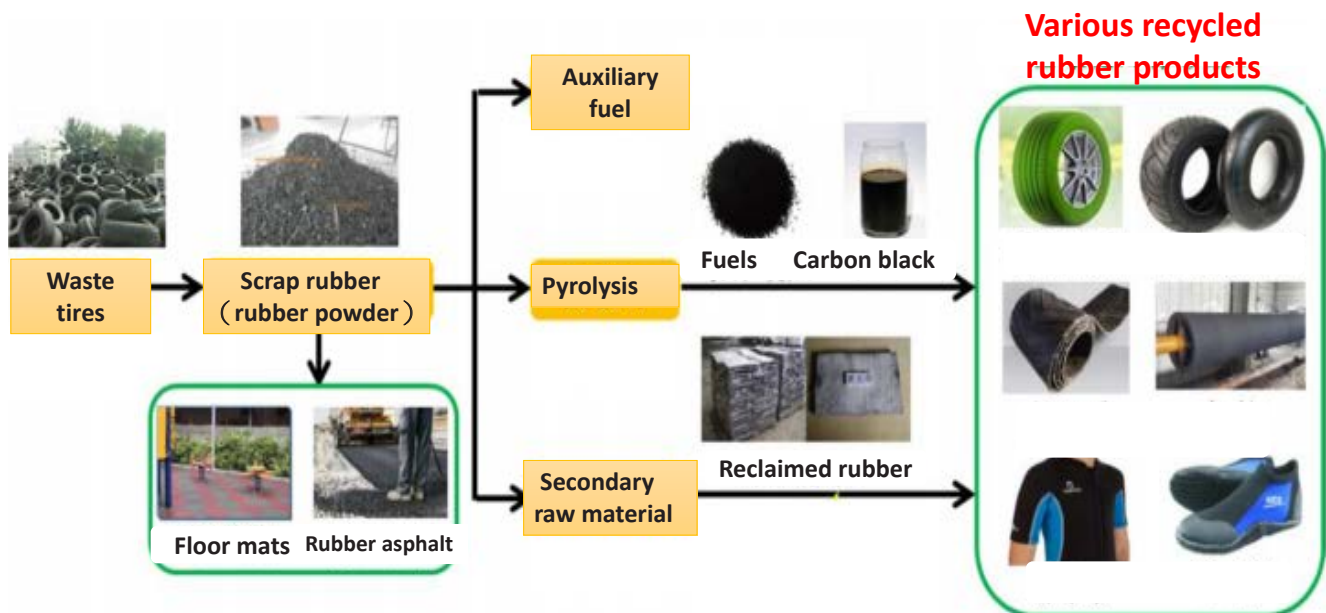 Various recycled
rubber products
Auxiliary
fuel
Waste
tires
Scrap rubber
（rubber powder）
Pyrolysis
Fuels
Carbon black
Reclaimed rubber
Secondary
raw material
Floor mats
Rubber asphalt